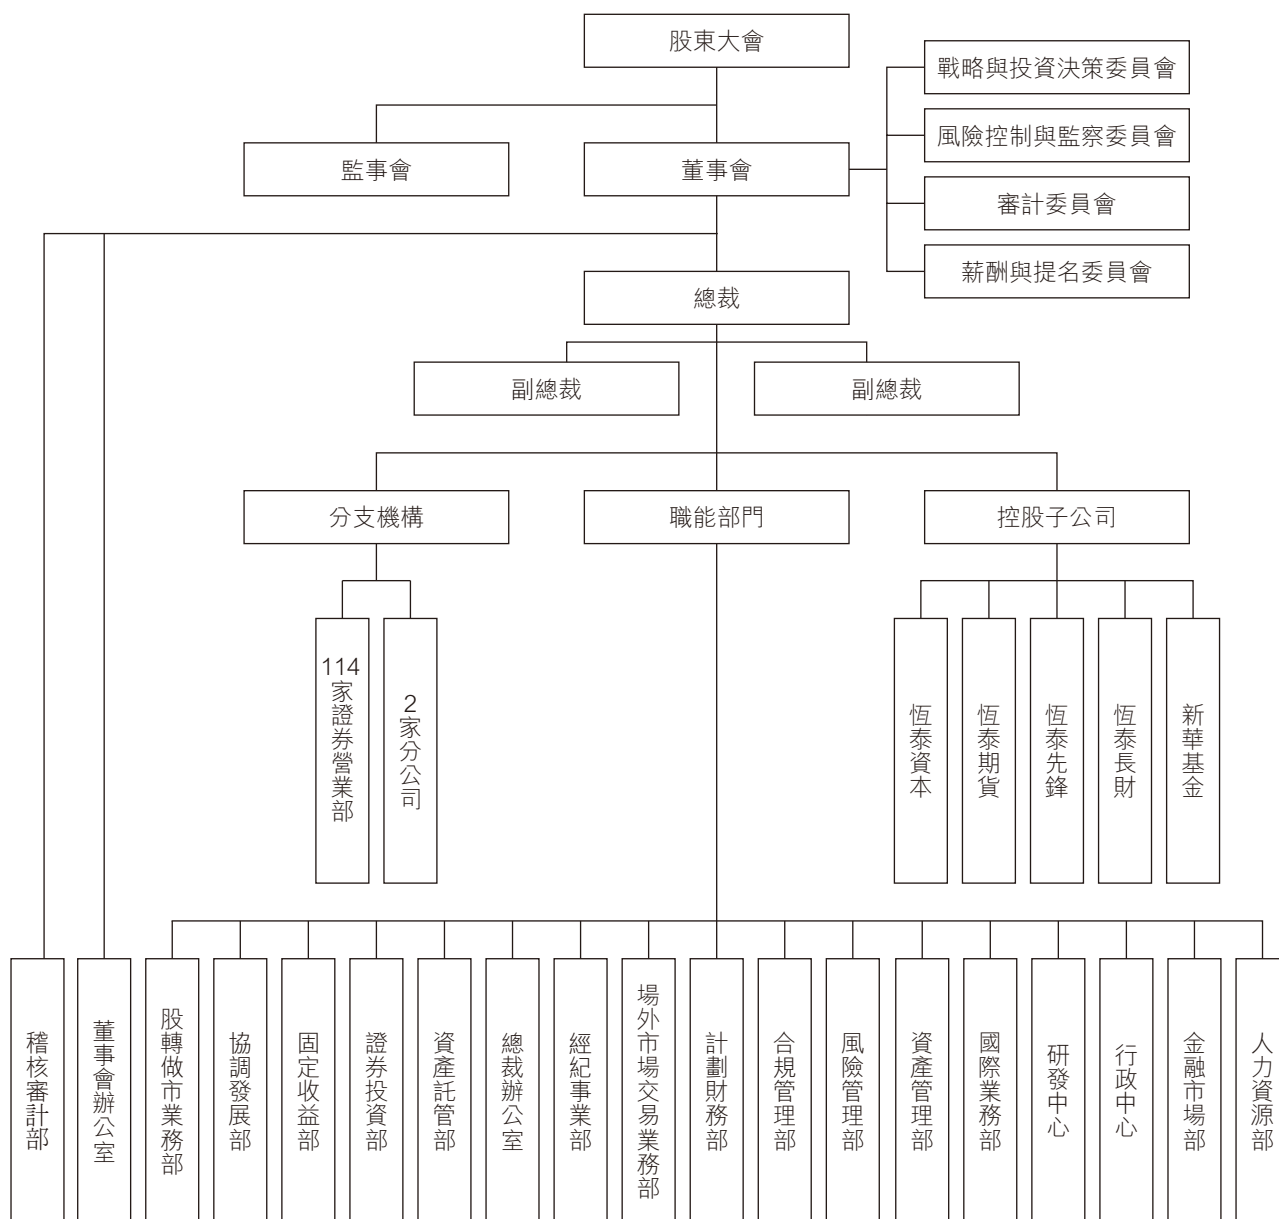 股東大會
戰略與投資決策委員會
風險控制與監察委員會
監事會
董事會
審計委員會
薪酬與提名委員會
總裁
副總裁
副總裁
分支機構
職能部門
控股子公司
114家證券營業部
2家分公司
恆泰資本
恆泰期貨
恆泰先鋒
恆泰長財
新華基金
稽核審計部
董事會辦公室
股轉做市業務部
協調發展部
固定收益部
證券投資部
資產託管部
總裁辦公室
經紀事業部
場外市場交易業務部
計劃財務部
合規管理部
風險管理部
資產管理部
國際業務部
研發中心
行政中心
金融市場部
人力資源部